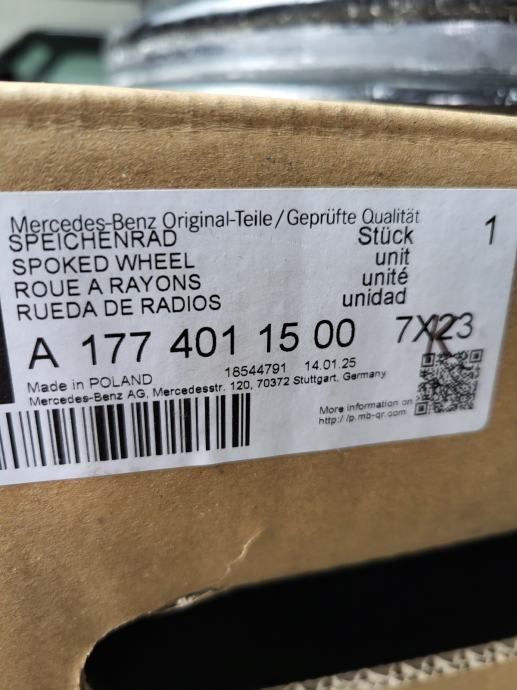 Mercedes-Benz Original-Teile/Geprüfte Qualität
SPEICHENRAD Stück 1
SPOKED WHEEL unit
ROUE A RAYONS unité
RUEDA DE RADIOS unidad
A 177 401 15 00 7X23
Made in POLAND 18544791 14.01.25
Mercedes-Benz AG, Mercedesstr. 120, 70372 Stuttgart, Germany
More information on
http://p.mb-qr.com